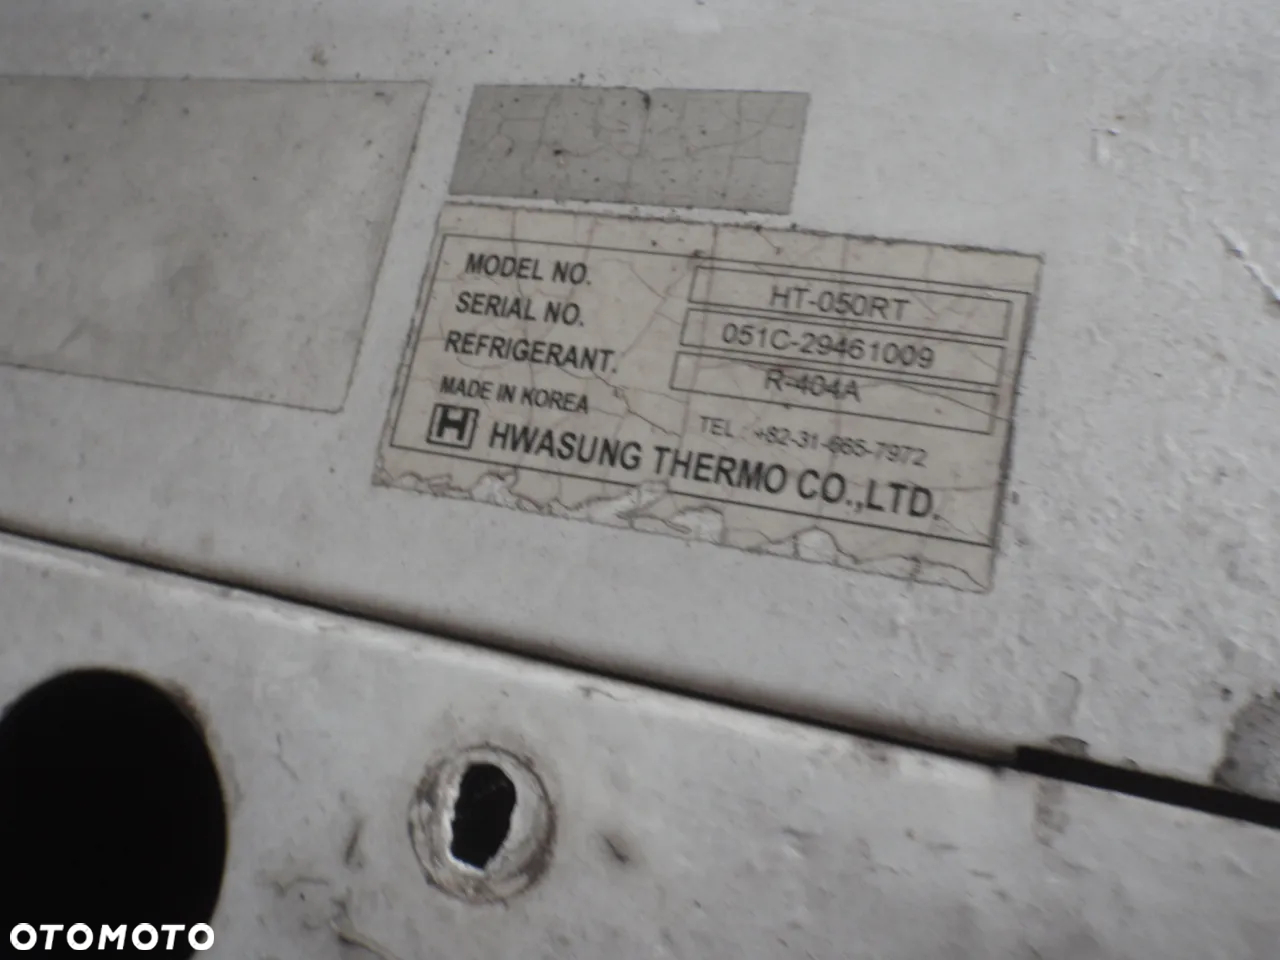 MODEL NO. HT-050RT
SERIAL NO. 051C-29461009
REFRIGERANT. R-404A
MADE IN KOREA TEL : +82-31-665-7972
H HWASUNG THERMO CO.,LTD.
OTOMOTO